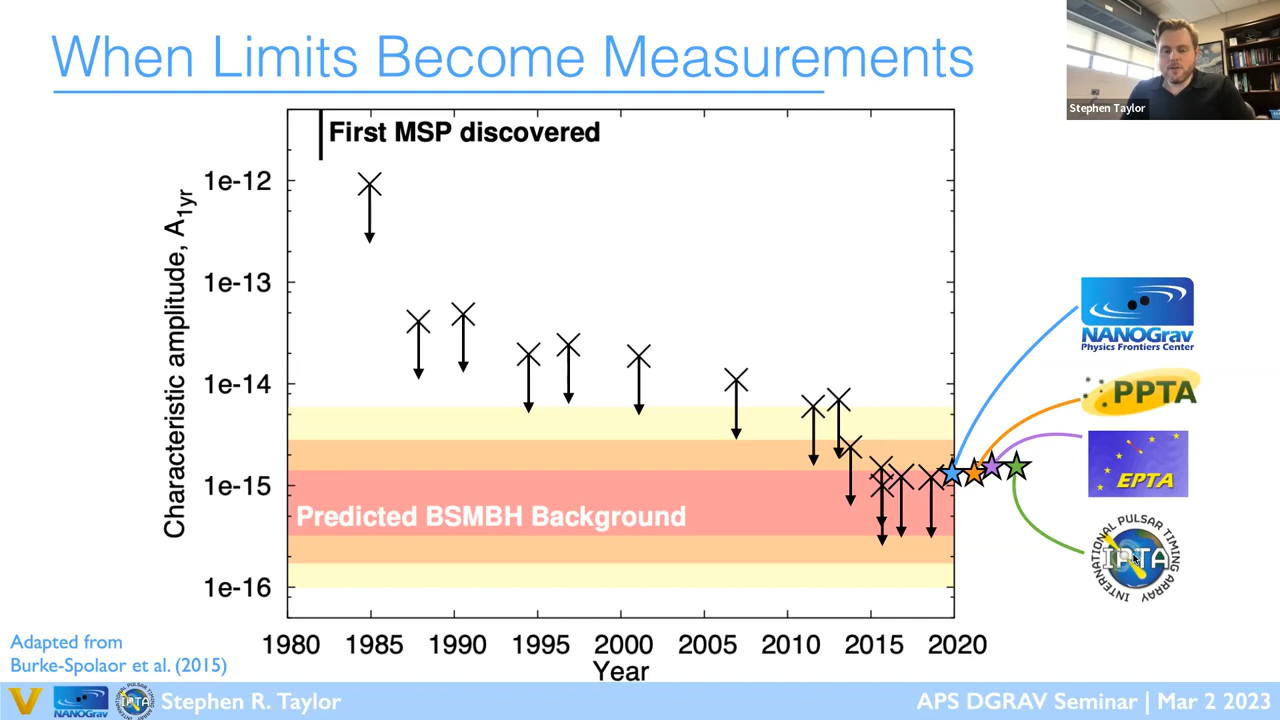 When Limits Become Measurements
Stephen Taylor
First MSP discovered
1e-12
1e-13
1e-14
1e-15
1e-16
Characteristic amplitude, A1yr
Predicted BSMBH Background
1980 1985 1990 1995 2000 2005 2010 2015 2020
Year
NANOGrav
Physics Frontiers Center
PPTA
EPTA
INTERNATIONAL PULSAR TIMING ARRAY
IPTA
Adapted from
Burke-Spolaor et al. (2015)
V NANOGrav IPTA Stephen R. Taylor
APS DGRAV Seminar | Mar 2 2023